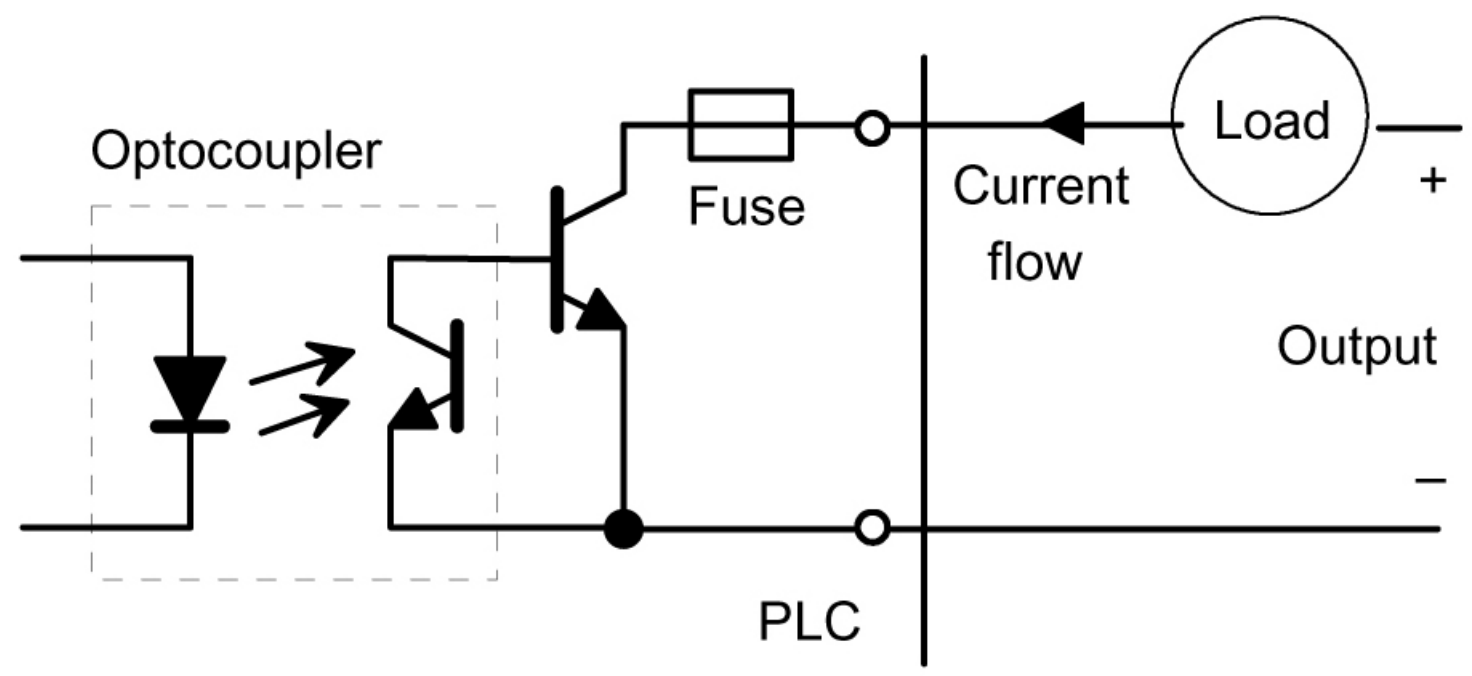 Optocoupler
Fuse
Load
Current
flow
+
Output
–
PLC